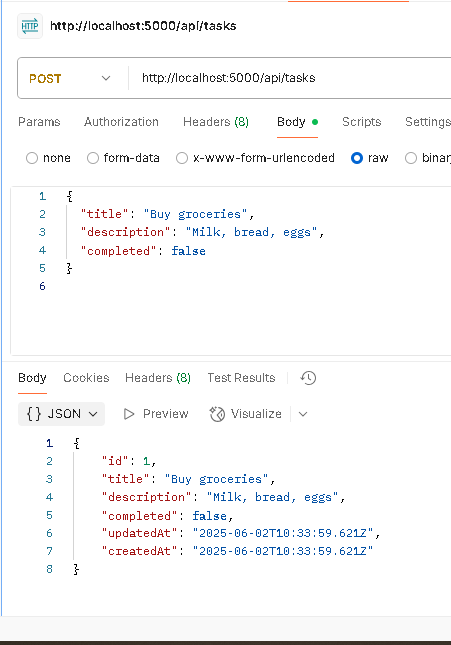 HTTP http://localhost:5000/api/tasks
POST http://localhost:5000/api/tasks
Params Authorization Headers (8) Body Scripts Settings
none form-data x-www-form-urlencoded raw binary
1 {
2 "title": "Buy groceries",
3 "description": "Milk, bread, eggs",
4 "completed": false
5 }
6
Body Cookies Headers (8) Test Results
{} JSON Preview Visualize
1 {
2 "id": 1,
3 "title": "Buy groceries",
4 "description": "Milk, bread, eggs",
5 "completed": false,
6 "updatedAt": "2025-06-02T10:33:59.621Z",
7 "createdAt": "2025-06-02T10:33:59.621Z"
8 }